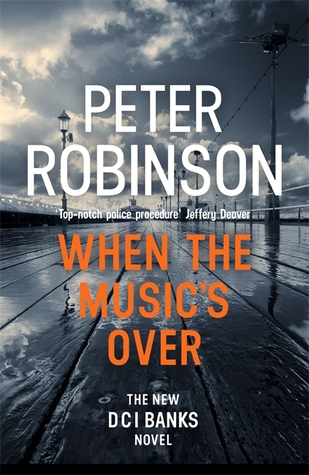 PETER
ROBINSON
'Top-notch police procedure' Jeffery Deaver
WHEN THE
MUSIC'S
OVER
THE NEW
DCI BANKS
NOVEL